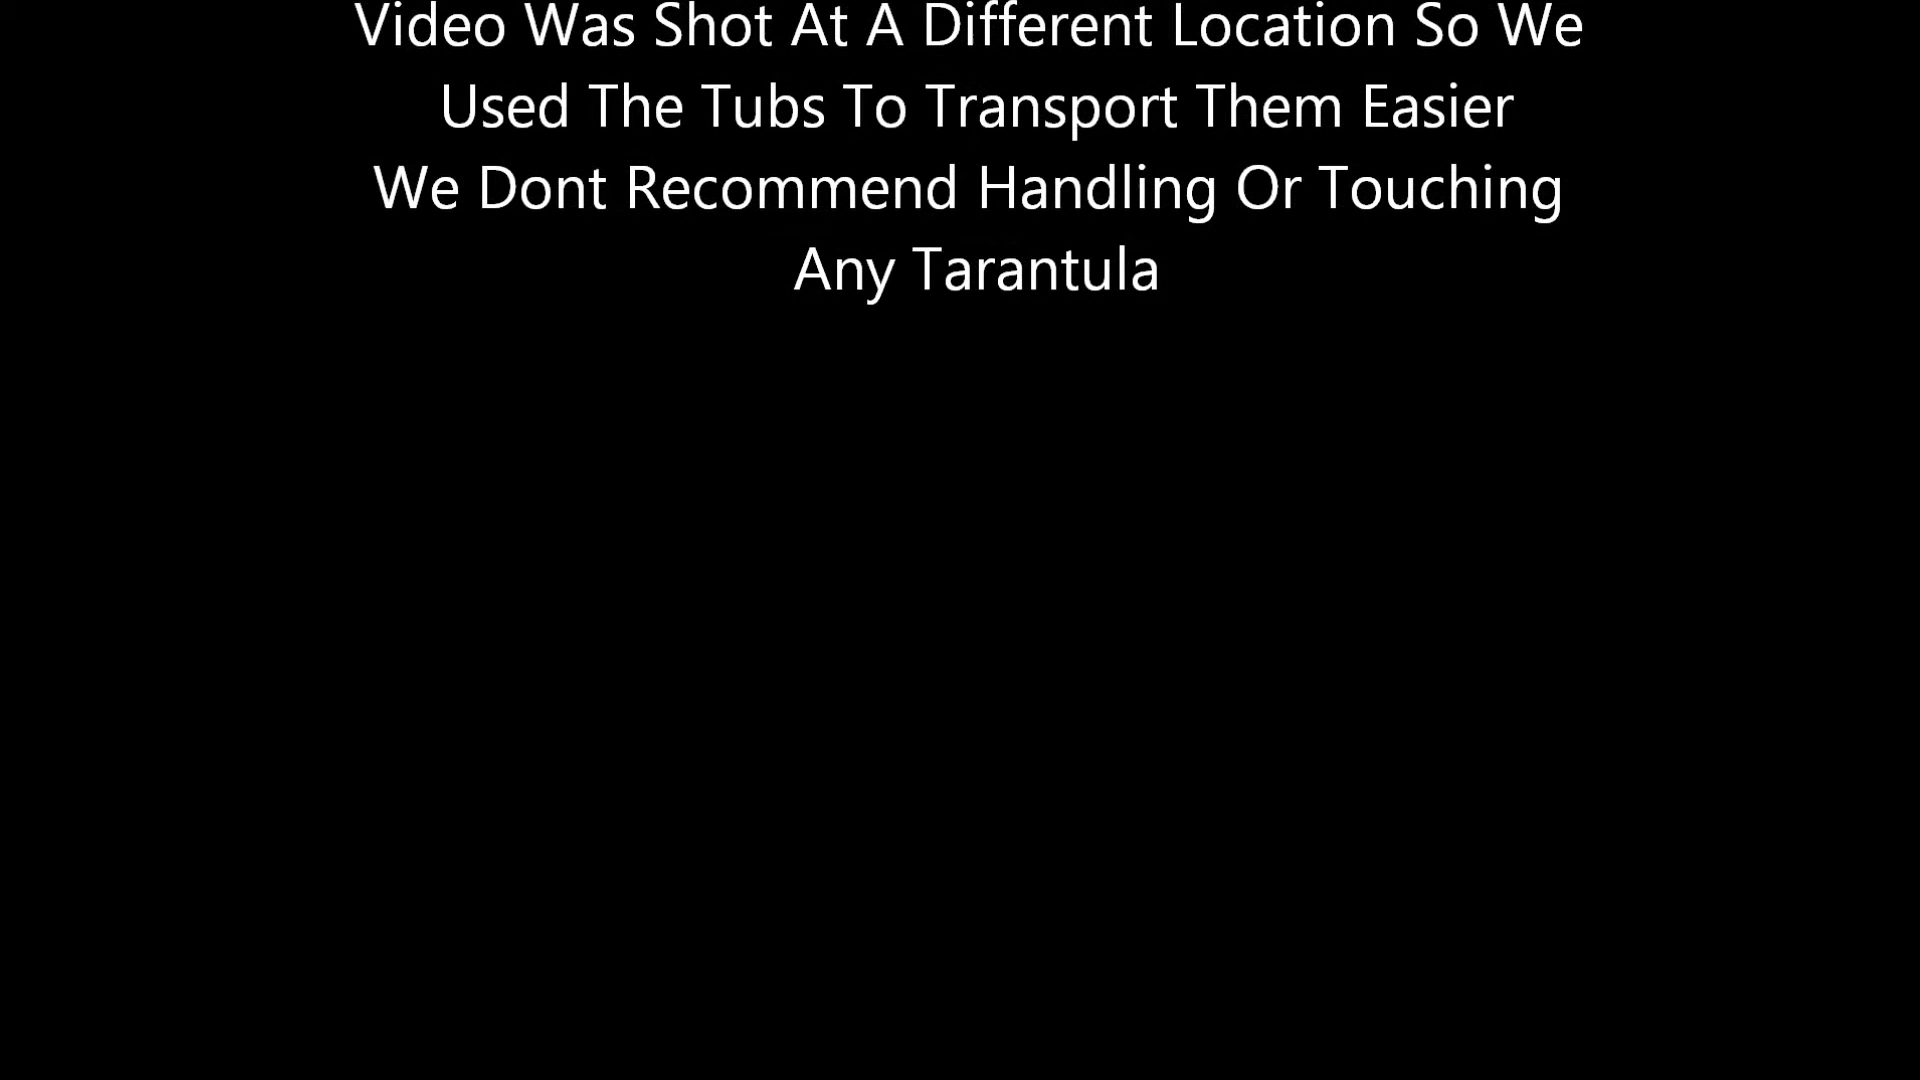 Video Was Shot At A Different Location So We
Used The Tubs To Transport Them Easier
We Dont Recommend Handling Or Touching
Any Tarantula